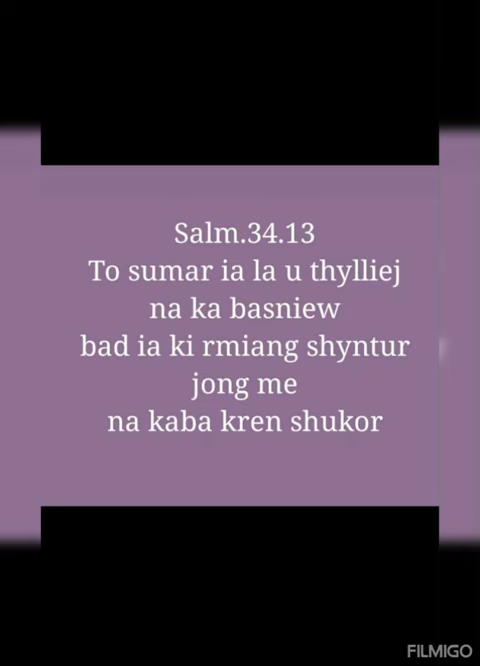 Salm.34.13
To sumar ia la u thylliej
na ka basniew
bad ia ki rmiang shyntur
jong me
na kaba kren shukor
FILMIGO